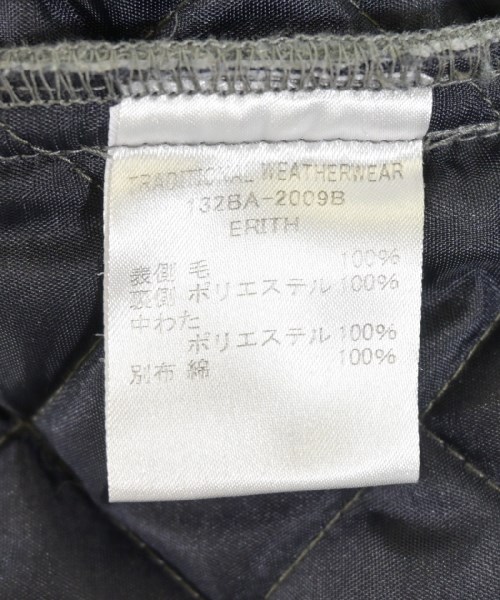 TRADITIONAL WEATHERWEAR
132BA-2009B
ERITH
表側 毛 100%
裏側 ポリエステル 100%
中わた
ポリエステル 100%
別布 綿 100%